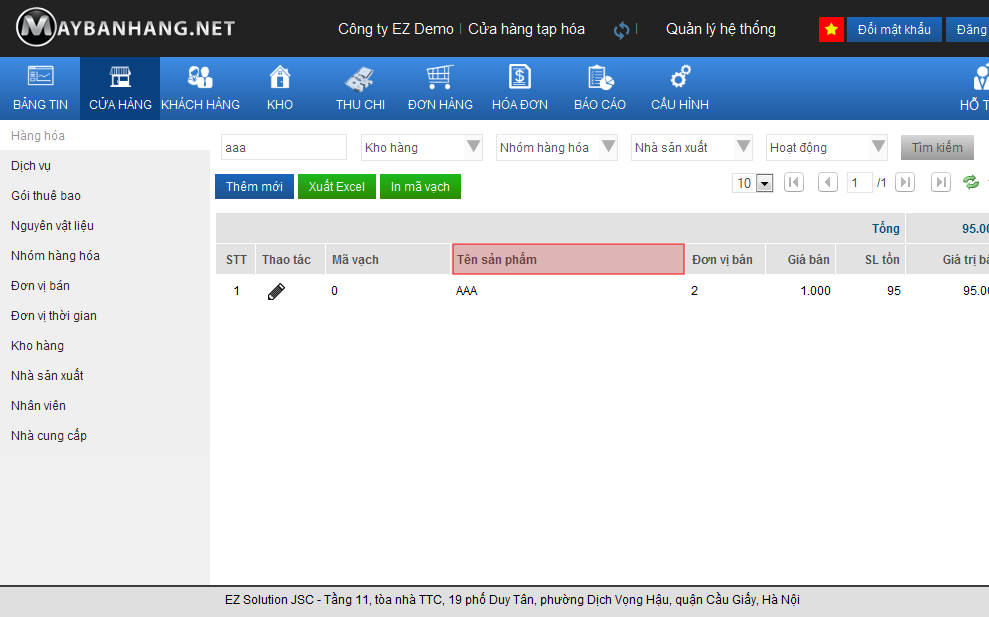 MAYBANHANG.NET
Công ty EZ Demo Cửa hàng tạp hóa Quản lý hệ thống Đổi mật khẩu Đăng
BẢNG TIN CỬA HÀNG KHÁCH HÀNG KHO THU CHI ĐƠN HÀNG HÓA ĐƠN BÁO CÁO CẤU HÌNH HỖ T
Hàng hóa
Dịch vụ
Gói thuê bao
Nguyên vật liệu
Nhóm hàng hóa
Đơn vị bán
Đơn vị thời gian
Kho hàng
Nhà sản xuất
Nhân viên
Nhà cung cấp
aaa Kho hàng Nhóm hàng hóa Nhà sản xuất Hoạt động Tìm kiếm
Thêm mới Xuất Excel In mã vạch 10 1 /1
Tổng 95.00
STT Thao tác Mã vạch Tên sản phẩm Đơn vị bán Giá bán SL tồn Giá trị bá
1 0 AAA 2 1.000 95 95.00
EZ Solution JSC - Tầng 11, tòa nhà TTC, 19 phố Duy Tân, phường Dịch Vọng Hậu, quận Cầu Giấy, Hà Nội